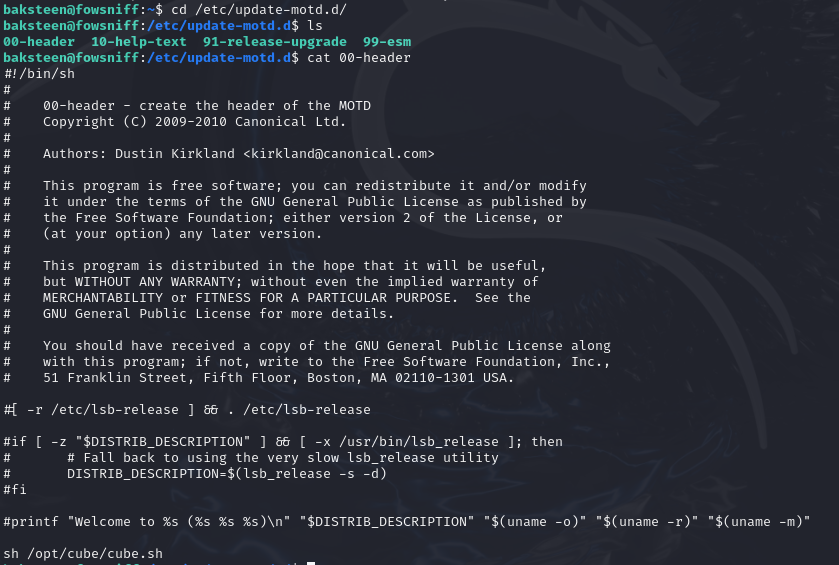 baksteen@fowsniff:~$ cd /etc/update-motd.d/
baksteen@fowsniff:/etc/update-motd.d$ ls
00-header  10-help-text  91-release-upgrade  99-esm
baksteen@fowsniff:/etc/update-motd.d$ cat 00-header
#!/bin/sh
#
#    00-header - create the header of the MOTD
#    Copyright (C) 2009-2010 Canonical Ltd.
#
#    Authors: Dustin Kirkland <kirkland@canonical.com>
#
#    This program is free software; you can redistribute it and/or modify
#    it under the terms of the GNU General Public License as published by
#    the Free Software Foundation; either version 2 of the License, or
#    (at your option) any later version.
#
#    This program is distributed in the hope that it will be useful,
#    but WITHOUT ANY WARRANTY; without even the implied warranty of
#    MERCHANTABILITY or FITNESS FOR A PARTICULAR PURPOSE.  See the
#    GNU General Public License for more details.
#
#    You should have received a copy of the GNU General Public License along
#    with this program; if not, write to the Free Software Foundation, Inc.,
#    51 Franklin Street, Fifth Floor, Boston, MA 02110-1301 USA.
#[ -r /etc/lsb-release ] && . /etc/lsb-release
#if [ -z "$DISTRIB_DESCRIPTION" ] && [ -x /usr/bin/lsb_release ]; then
#       # Fall back to using the very slow lsb_release utility
#       DISTRIB_DESCRIPTION=$(lsb_release -s -d)
#fi
#printf "Welcome to %s (%s %s %s)\n" "$DISTRIB_DESCRIPTION" "$(uname -o)" "$(uname -r)" "$(uname -m)"
sh /opt/cube/cube.sh